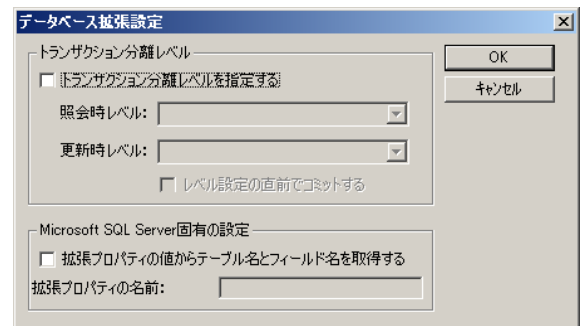 データベース拡張設定
トランザクション分離レベル
トランザクション分離レベルを指定する
照会時レベル:
更新時レベル:
レベル設定の直前でコミットする
OK
キャンセル
Microsoft SQL Server固有の設定
拡張プロパティの値からテーブル名とフィールド名を取得する
拡張プロパティの名前: